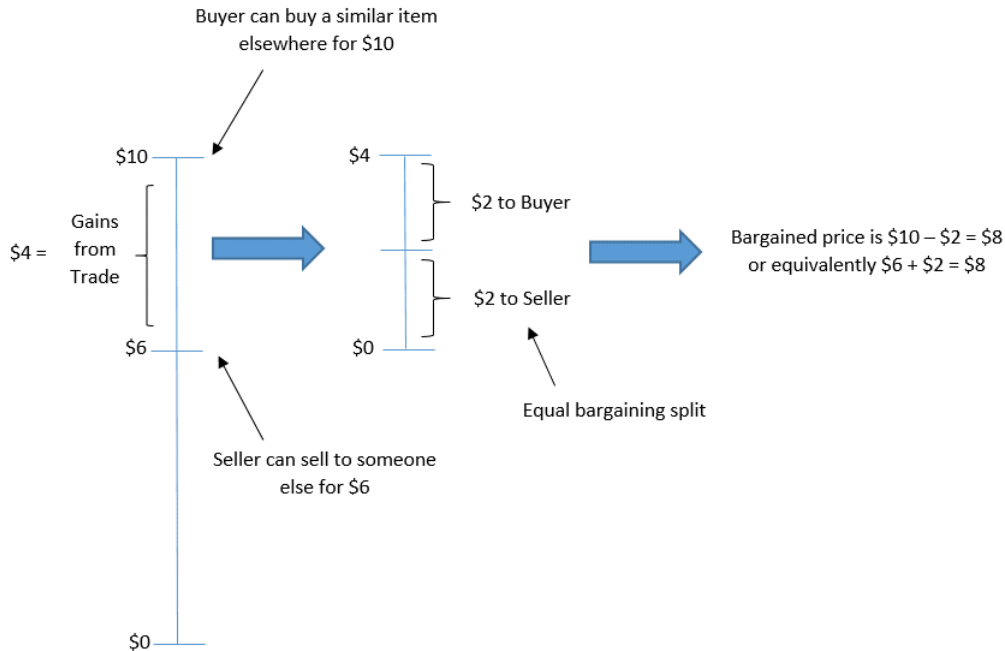 Buyer can buy a similar item
elsewhere for $10
$10
$4 =
Gains
from
Trade
$6
Seller can sell to someone
else for $6
$0
$4
$2 to Buyer
$2 to Seller
$0
Equal bargaining split
Bargained price is $10 – $2 = $8
or equivalently $6 + $2 = $8